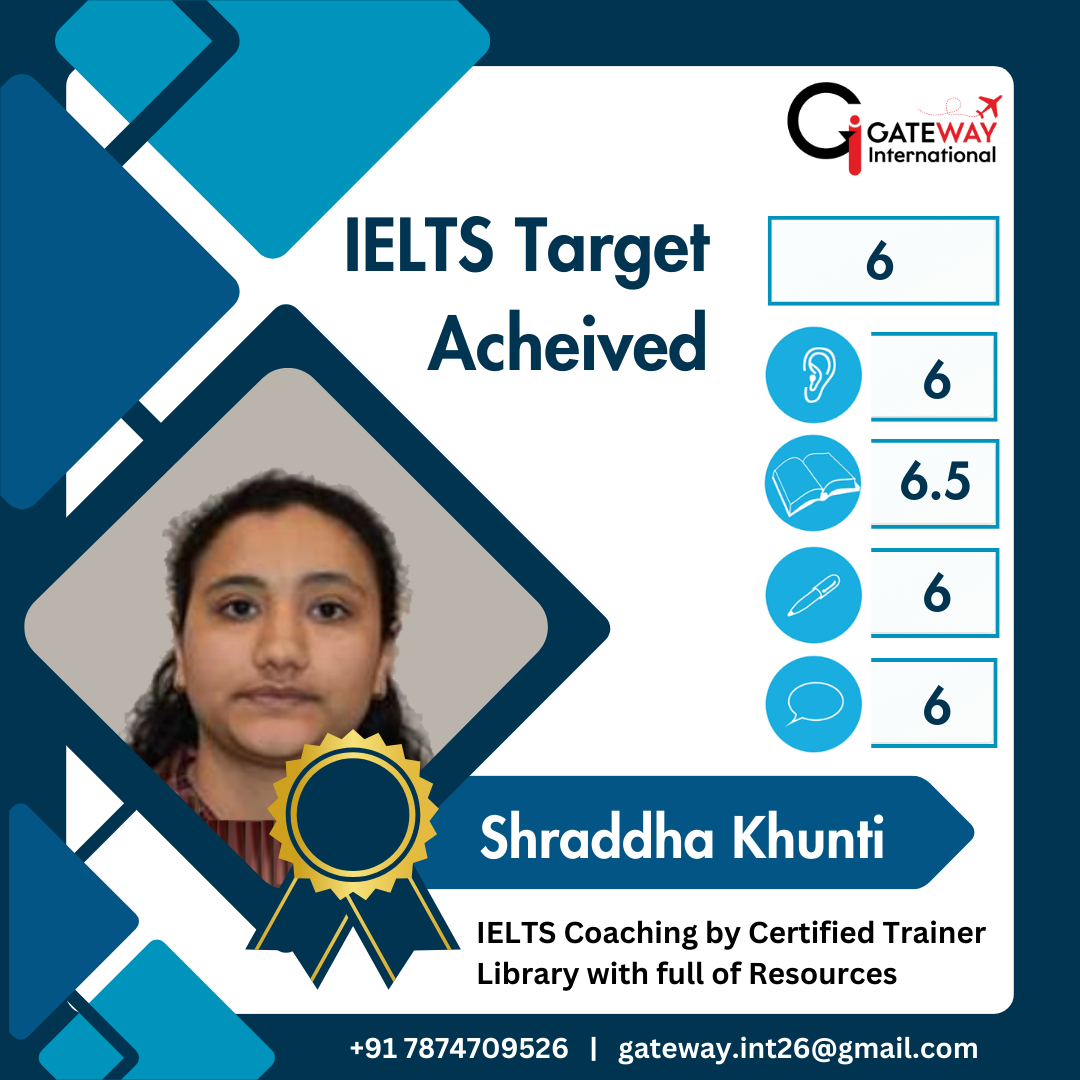 GATEWAY
International
IELTS Target
Acheived
6
6
6.5
6
6
Shraddha Khunti
IELTS Coaching by Certified Trainer
Library with full of Resources
+91 7874709526 | gateway.int26@gmail.com